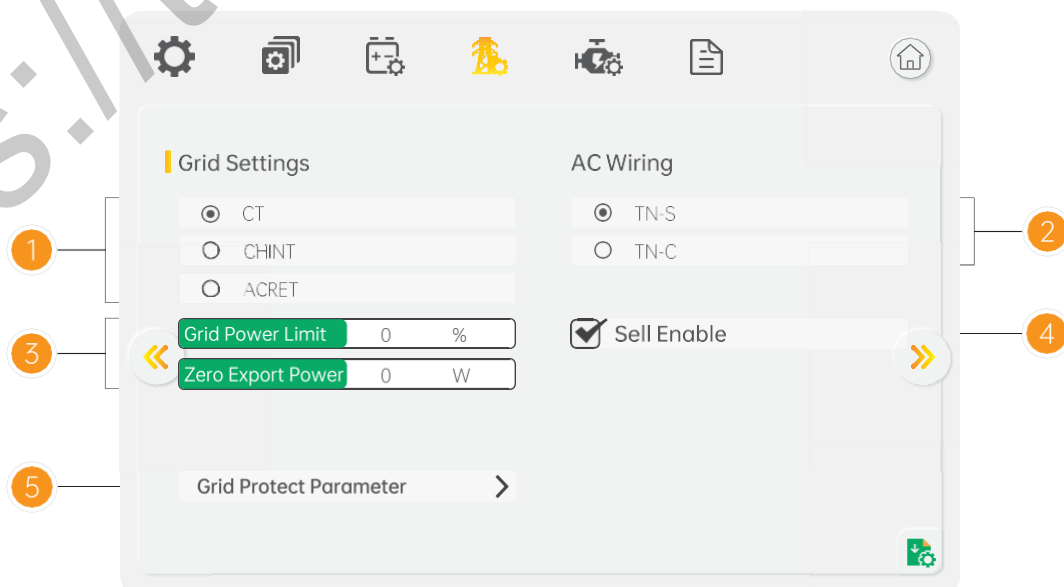 Grid Settings
AC Wiring
CT
TN-S
1
2
CHINT
TN-C
ACRET
Grid Power Limit 0 %
Sell Enable
3
4
Zero Export Power 0 W
5
Grid Protect Parameter